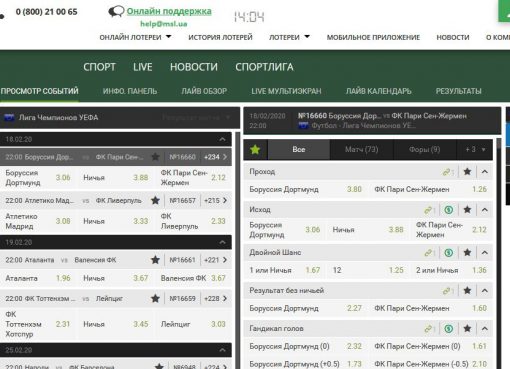 0 (800) 21 00 65
Онлайн поддержка
help@msl.ua
14:04
ОНЛАЙН ЛОТЕРЕИ ИСТОРИЯ ЛОТЕРЕЙ ЛОТЕРЕИ МОБИЛЬНОЕ ПРИЛОЖЕНИЕ НОВОСТИ О КОМ
СПОРТ LIVE НОВОСТИ СПОРТЛИГА
ПРОСМОТР СОБЫТИЙ ИНФО. ПАНЕЛЬ ЛАЙВ ОБЗОР LIVE МУЛЬТИЭКРАН ЛАЙВ КАЛЕНДАРЬ РЕЗУЛЬТАТЫ
Лига Чемпионов УЕФА
18.02.20
22:00 Боруссия Дор... vs ФК Пари Сен-... №16660 +234
Боруссия Дортмунд 3.06 Ничья 3.88 ФК Пари Сен-Жермен 2.12
22:00 Атлетико Мад... vs ФК Ливерпуль №16657 +215
Атлетико Мадрид 3.08 Ничья 3.33 ФК Ливерпуль 2.33
19.02.20
22:00 Аталанта vs Валенсия ФК №16661 +221
Аталанта 1.96 Ничья 3.67 Валенсия ФК 3.67
22:00 ФК Тоттенхэм ... vs Лейпциг №16659 +228
ФК Тоттенхэм Хотспур 2.31 Ничья 3.45 Лейпциг 3.03
25.02.20
22:00 Наполи vs ФК Барселона №6948 +224
18/02/2020 22:00
№16660 Боруссия Дор... vs ФК Пари Сен-Жермен
Футбол - Лига Чемпионов УЕ...
Все Матч (73) Форы (9) + 3
Проход
Боруссия Дортмунд 3.80 ФК Пари Сен-Жермен 1.26
Исход
Боруссия Дортмунд 3.06 Ничья 3.88 ФК Пари Сен-Жермен 2.12
Двойной Шанс
1 или Ничья 1.67 12 1.25 2 или Ничья 1.36
Результат без ничьей
Боруссия Дортмунд 2.27 ФК Пари Сен-Жермен 1.60
Гандикап голов
Боруссия Дортмунд (0) 2.32 ФК Пари Сен-Жермен (0) 1.61
Боруссия Дортмунд (+0.5) 1.73 ФК Пари Сен-Жермен (-0.5) 2.10